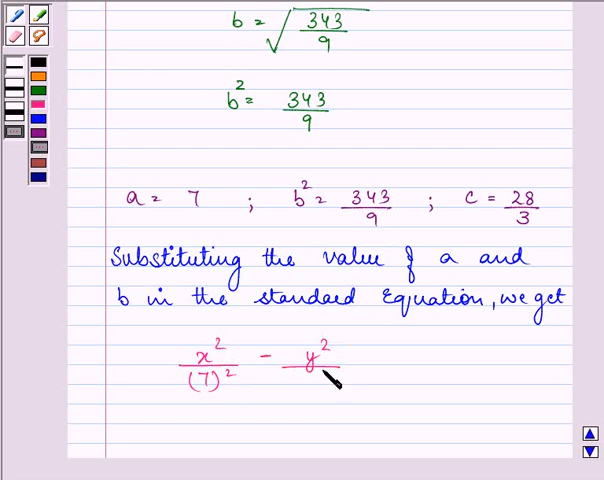 b = √343/9
b² = 343/9
a = 7 ; b² = 343/9 ; c = 28/3
Substituting the value of a and
b in the standard Equation, we get
x²/(7)² - y²/